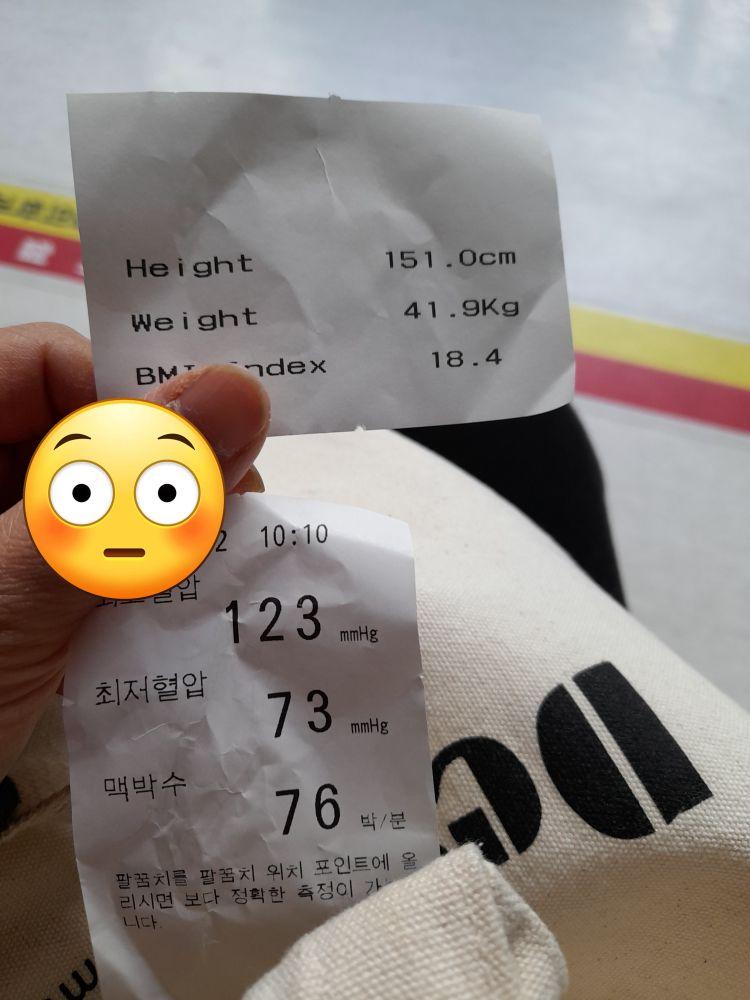 Height 151.0cm
Weight 41.9Kg
Index 18.4
10:10
123 mmHg
최저혈압 73 mmHg
맥박수 76 박/분
팔꿈치를 팔꿈치 위치 포인트에 올
리시면 보다 정확한 측정이
니다.